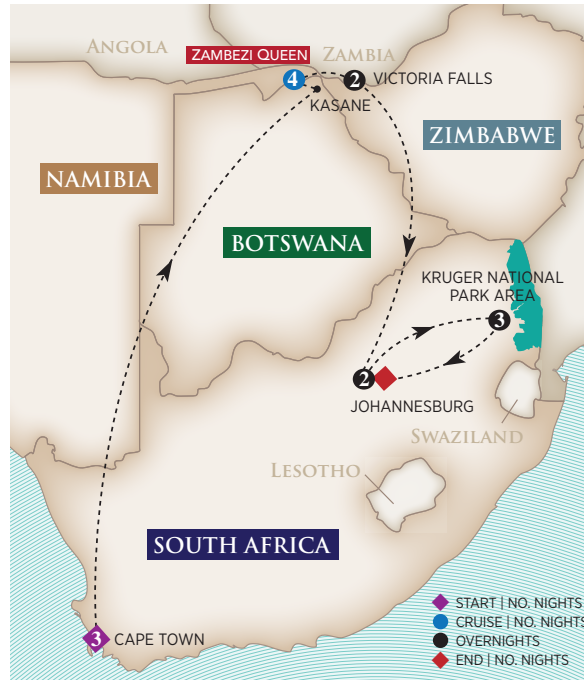 ANGOLA
ZAMBEZI QUEEN
ZAMBIA
4
2
VICTORIA FALLS
KASANE
ZIMBABWE
NAMIBIA
BOTSWANA
KRUGER NATIONAL
PARK AREA
3
2
JOHANNESBURG
SWAZILAND
LESOTHO
SOUTH AFRICA
3
CAPE TOWN
START | NO. NIGHTS
CRUISE | NO. NIGHTS
OVERNIGHTS
END | NO. NIGHTS